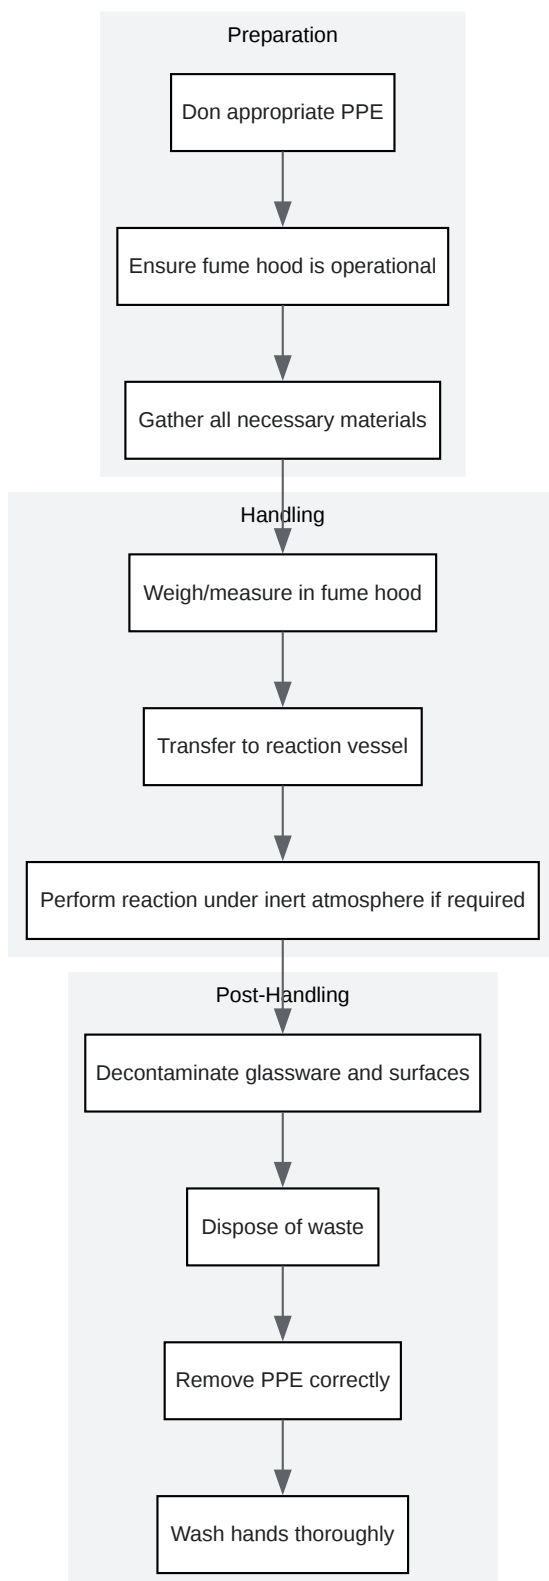 Preparation
Don appropriate PPE
Ensure fume hood is operational
Gather all necessary materials
Handling
Weigh/measure in fume hood
Transfer to reaction vessel
Perform reaction under inert atmosphere if required
Post-Handling
Decontaminate glassware and surfaces
Dispose of waste
Remove PPE correctly
Wash hands thoroughly